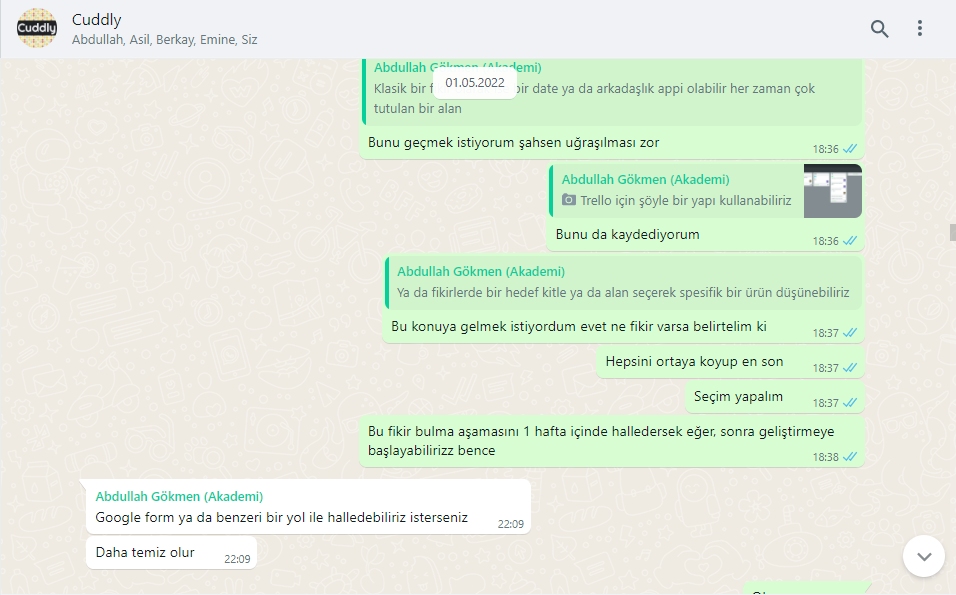 Cuddly
Cuddly
Abdullah, Asil, Berkay, Emine, Siz
Abdullah Gökmen (Akademi)
01.05.2022
Klasik bir bir date ya da arkadaşlık appi olabilir her zaman çok
tutulan bir alan
Bunu geçmek istiyorum şahsen uğraşılması zor
18:36
Abdullah Gökmen (Akademi)
Trello için şöyle bir yapı kullanabiliriz
Bunu da kaydediyorum
18:36
Abdullah Gökmen (Akademi)
Ya da fikirlerde bir hedef kitle ya da alan seçerek spesifik bir ürün düşünebiliriz
Bu konuya gelmek istiyordum evet ne fikir varsa belirtelim ki
18:37
Hepsini ortaya koyup en son
18:37
Seçim yapalım
18:37
Bu fikir bulma aşamasını 1 hafta içinde halledersek eğer, sonra geliştirmeye
başlayabilirizz bence
18:38
Abdullah Gökmen (Akademi)
Google form ya da benzeri bir yol ile halledebiliriz isterseniz
22:09
Daha temiz olur
22:09